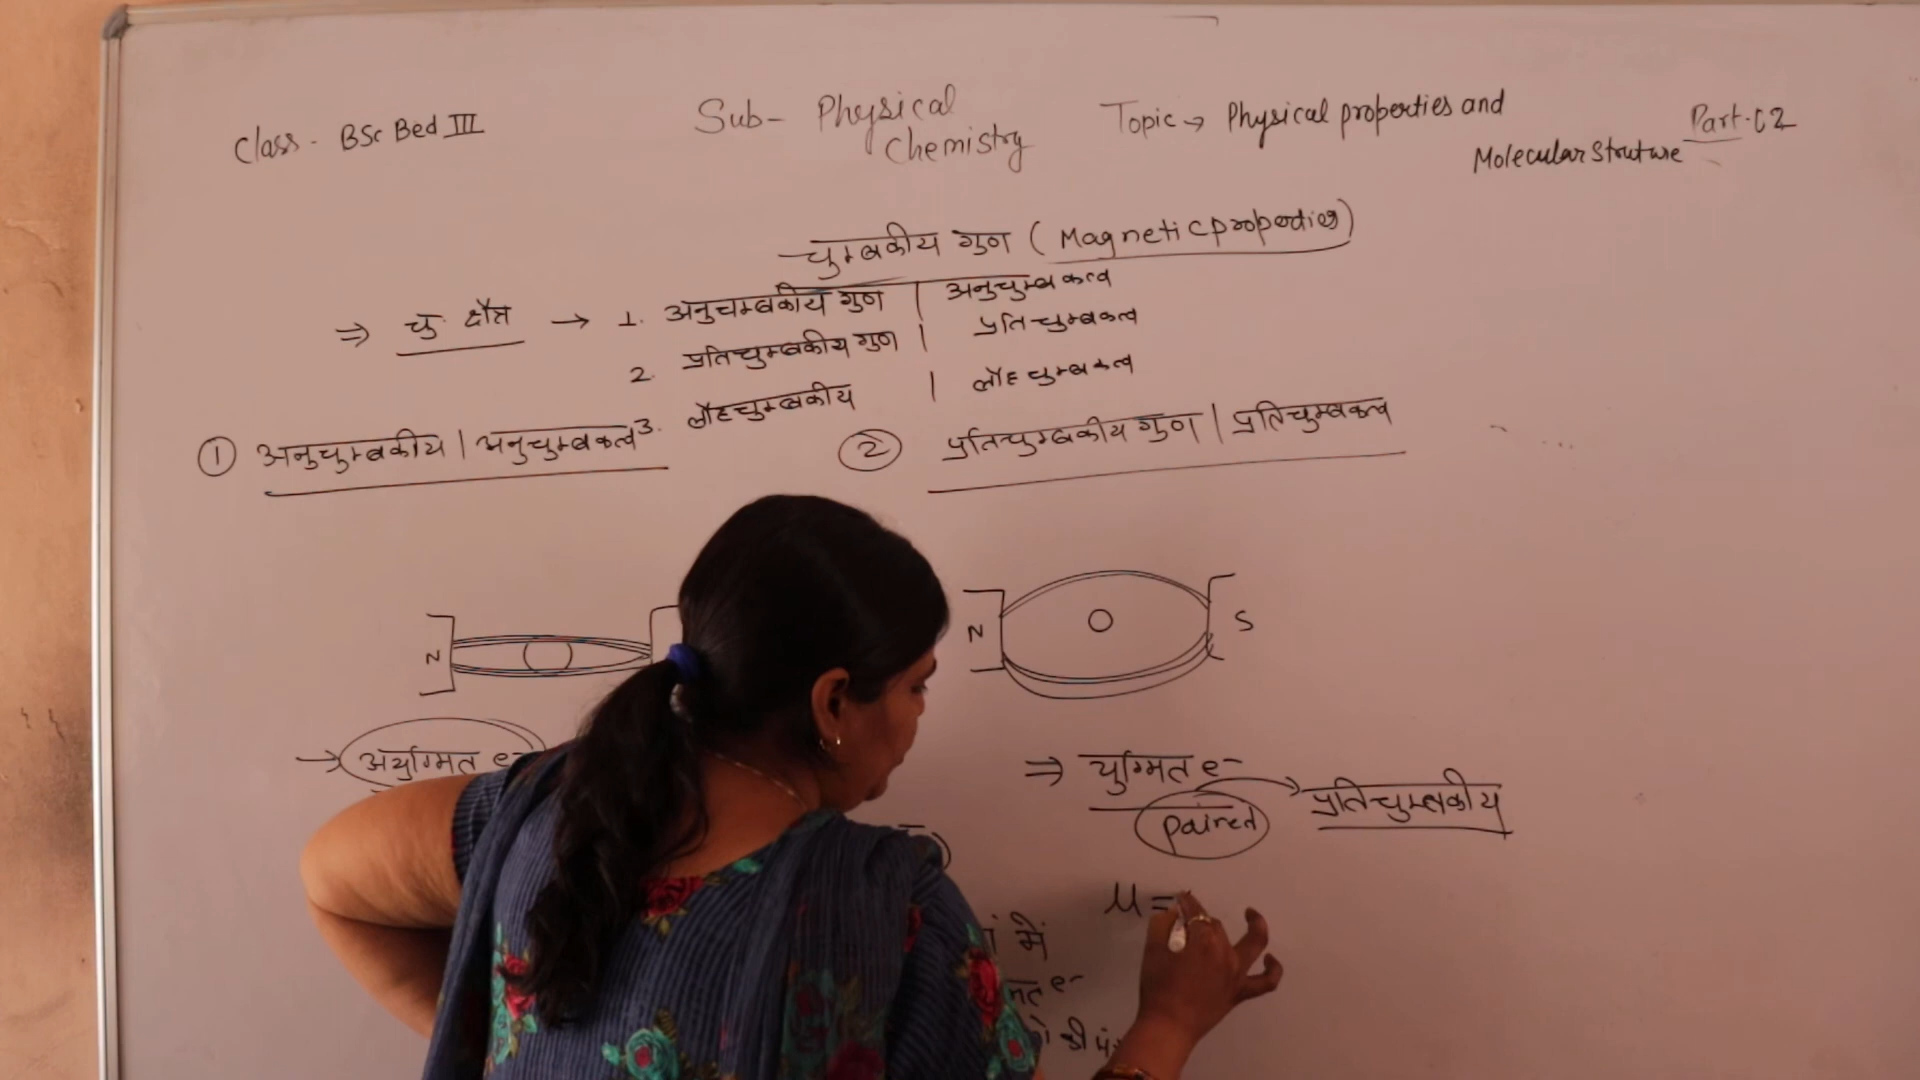 Class - BSc Bed III
Sub- Physical Chemistry
Topic → Physical properties and
Molecular Struture
Part-02
चुम्बकीय गुण (Magnetic properties)
⇒ चु. क्षैत्र → 1. अनुचम्बकीय गुण | अनुचुम्बकत्व
2. प्रतिचुम्बकीय गुण | प्रतिचुम्बकत्व
3. लौहचुम्बकीय | लौहचुम्बकत्व
① अनुचुम्बकीय | अनुचुम्बकत्व
② प्रतिचुम्बकीय गुण | प्रतिचुम्बकत्व
N
N S
→ अयुग्मित e-
⇒ युग्मित e-
paired → प्रतिचुम्बकीय
μ =
में
e-